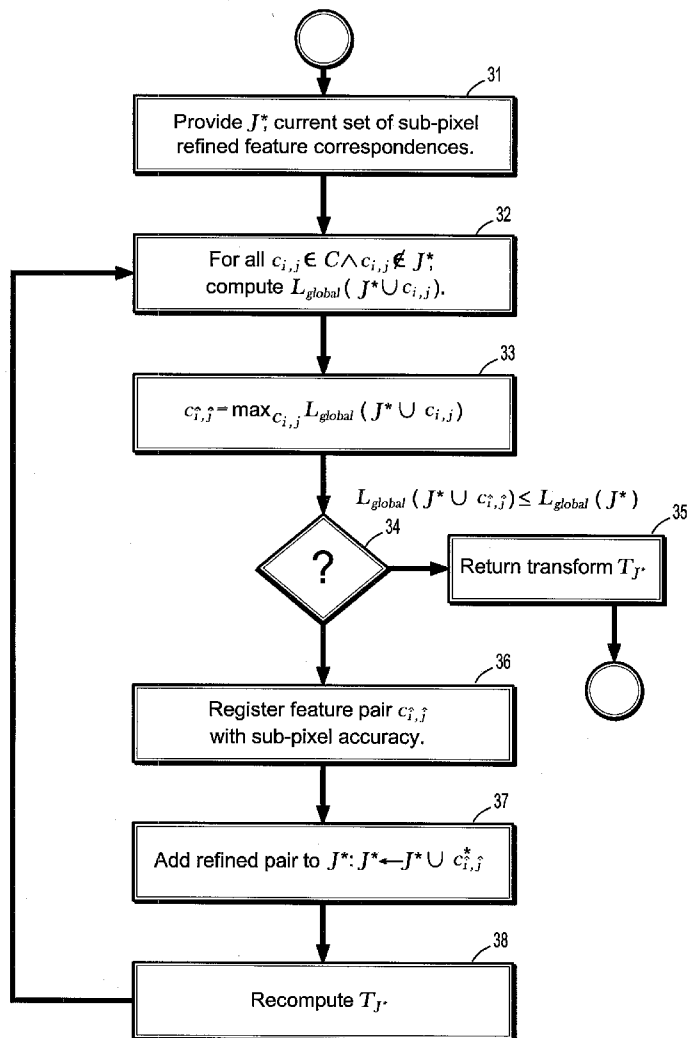 31
Provide J*, current set of sub-pixel
refined feature correspondences.
32
For all c_{i,j} ∈ C ∧ c_{i,j} ∉ J*,
compute L_{global}( J* ∪ c_{i,j}).
33
c_{î,ĵ} = max_{c_{i,j}} L_{global} ( J* ∪ c_{i,j})
L_{global} ( J* ∪ c_{î,ĵ}) ≤ L_{global} ( J* )
34
?
35
Return transform T_{J*}
36
Register feature pair c_{î,ĵ}
with sub-pixel accuracy.
37
Add refined pair to J*: J* ← J* ∪ c*_{î,ĵ}
38
Recompute T_{J*}